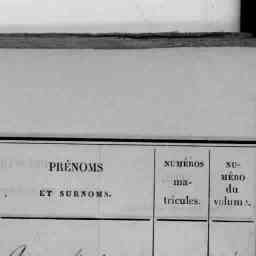 PRÉNOMS
ET SURNOMS.
NUMÉROS
ma-
tricules.
NU-
MÉRO
du
volume.